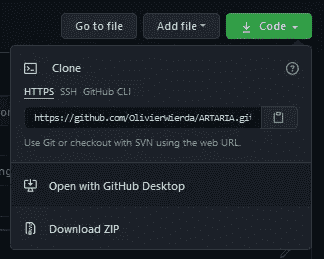 Go to file Add file Code
Clone
HTTPS SSH GitHub CLI
https://github.com/OlivierWierda/ARTARIA.git
Use Git or checkout with SVN using the web URL.
Open with GitHub Desktop
Download ZIP